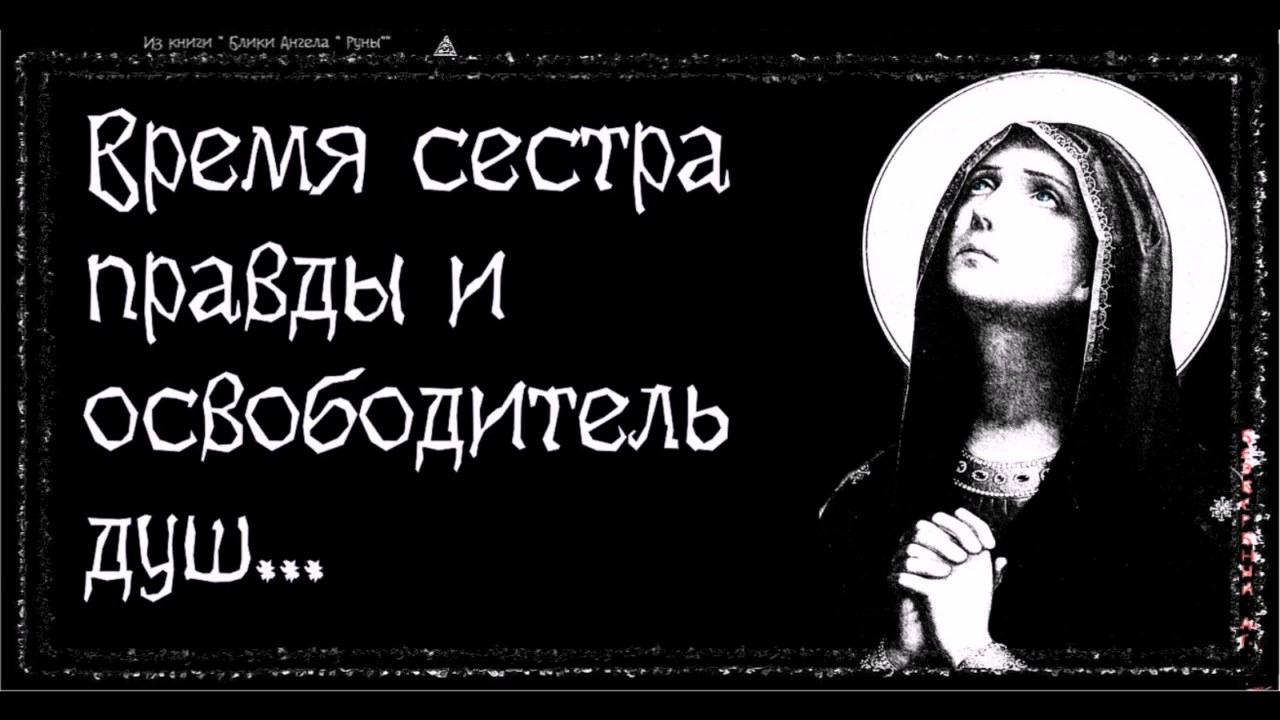 Из книги " Блики Ангела " Руны""
Время сестра
правды и
освободитель
душ...